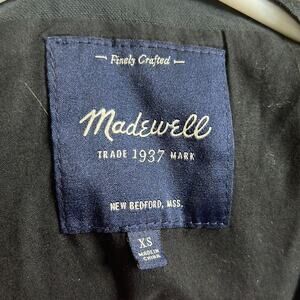 Finely Crafted
Madewell
TRADE 1937 MARK
NEW BEDFORD, MSS.
XS
MADE IN
CHINA